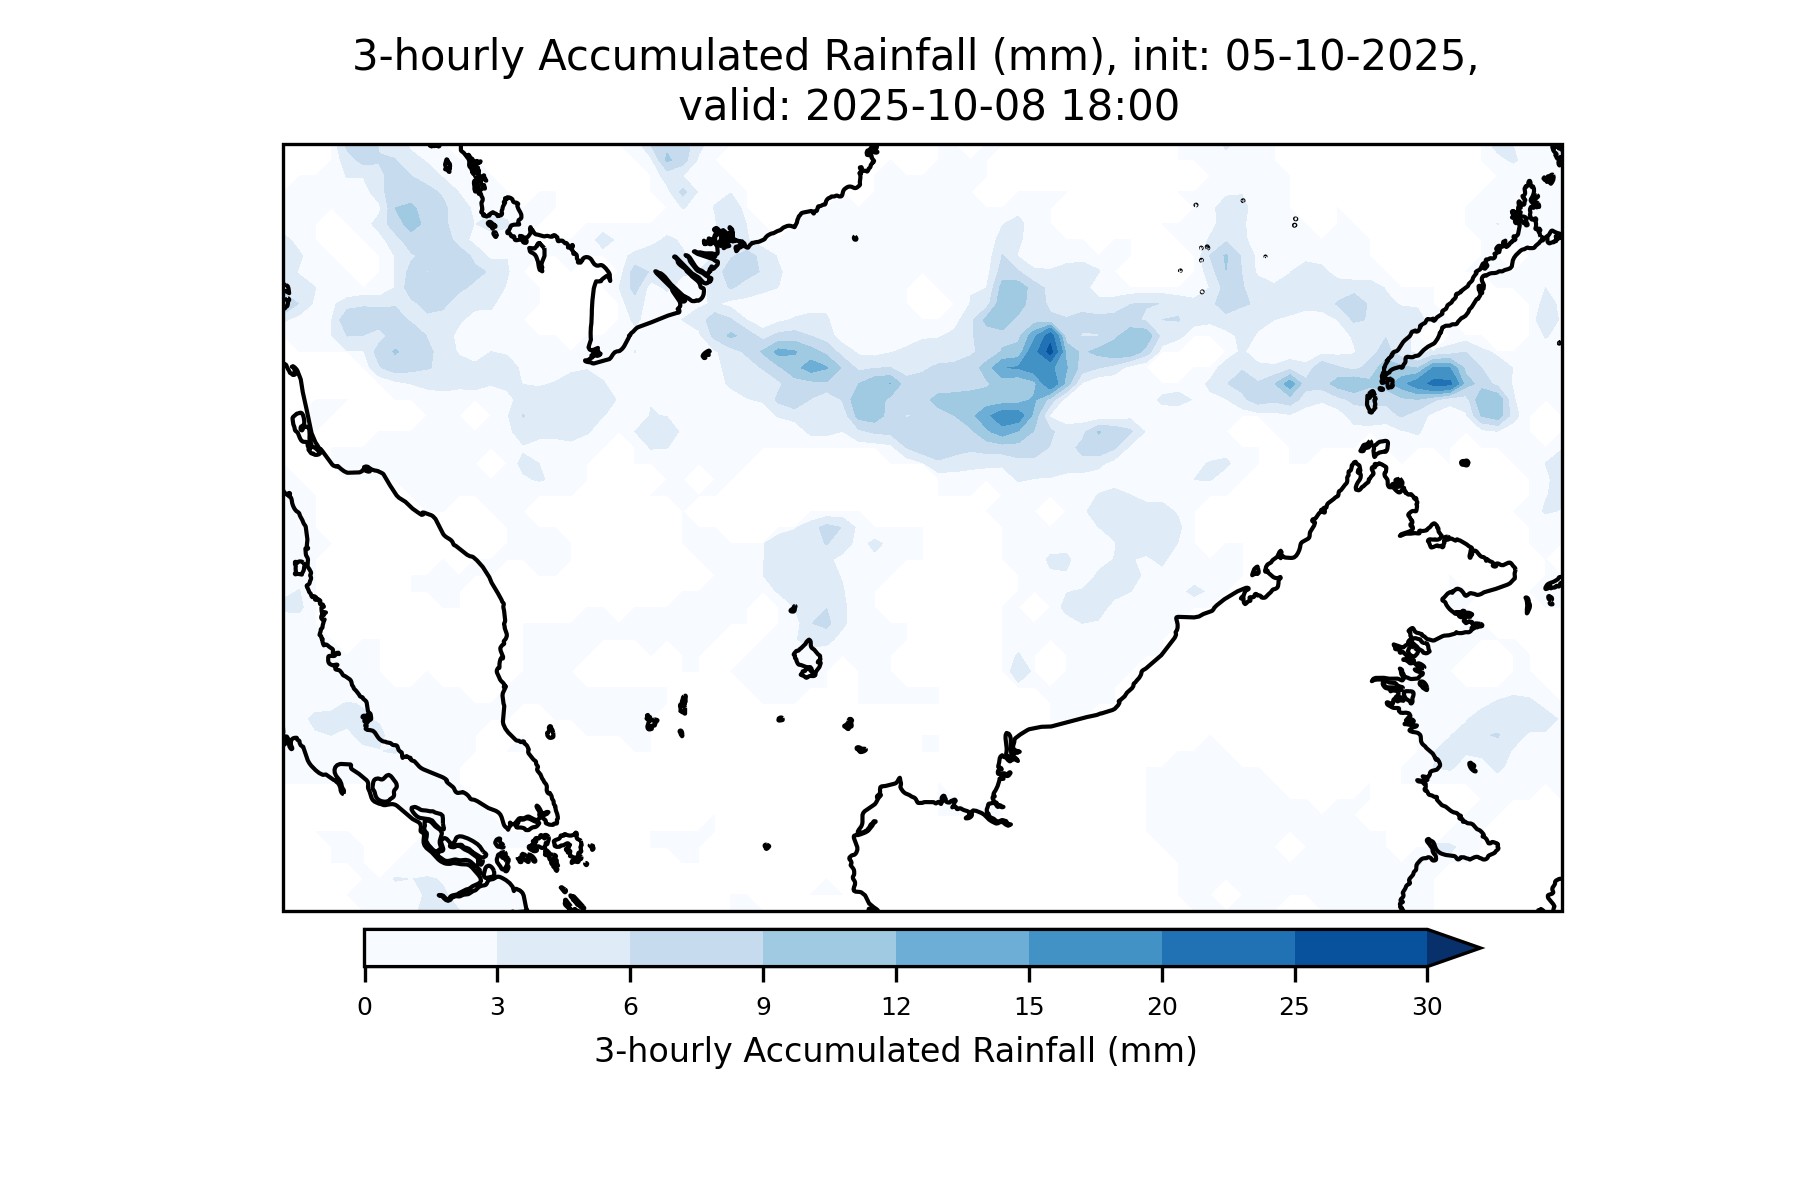 3-hourly Accumulated Rainfall (mm), init: 05-10-2025,
valid: 2025-10-08 18:00
0 3 6 9 12 15 20 25 30
3-hourly Accumulated Rainfall (mm)